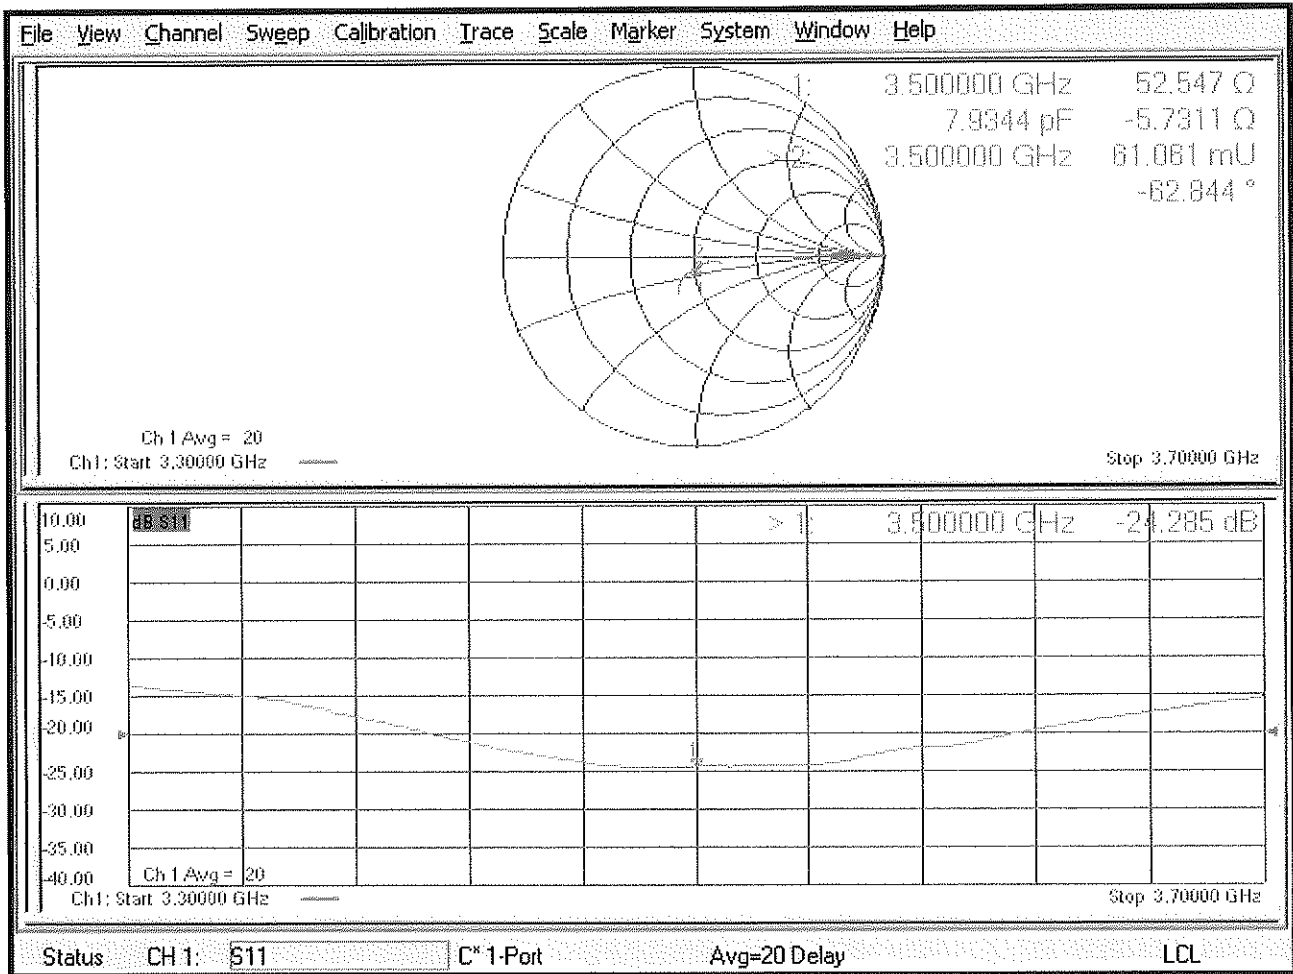 File View Channel Sweep Calibration Trace Scale Marker System Window Help
1: 3.500000 GHz 52.547 Ω
7.9344 pF -5.7311 Ω
> 2: 3.500000 GHz 61.061 mU
-62.844 °
Ch 1 Avg = 20
Ch1: Start 3.30000 GHz
Stop 3.70000 GHz
10.00 dB S11 > 1: 3.500000 GHz -24.285 dB
5.00
0.00
-5.00
-10.00
-15.00
-20.00
-25.00
-30.00
-35.00
-40.00
1
Ch 1 Avg = 20
Ch1: Start 3.30000 GHz
Stop 3.70000 GHz
Status CH 1: S11 C* 1-Port Avg=20 Delay LCL